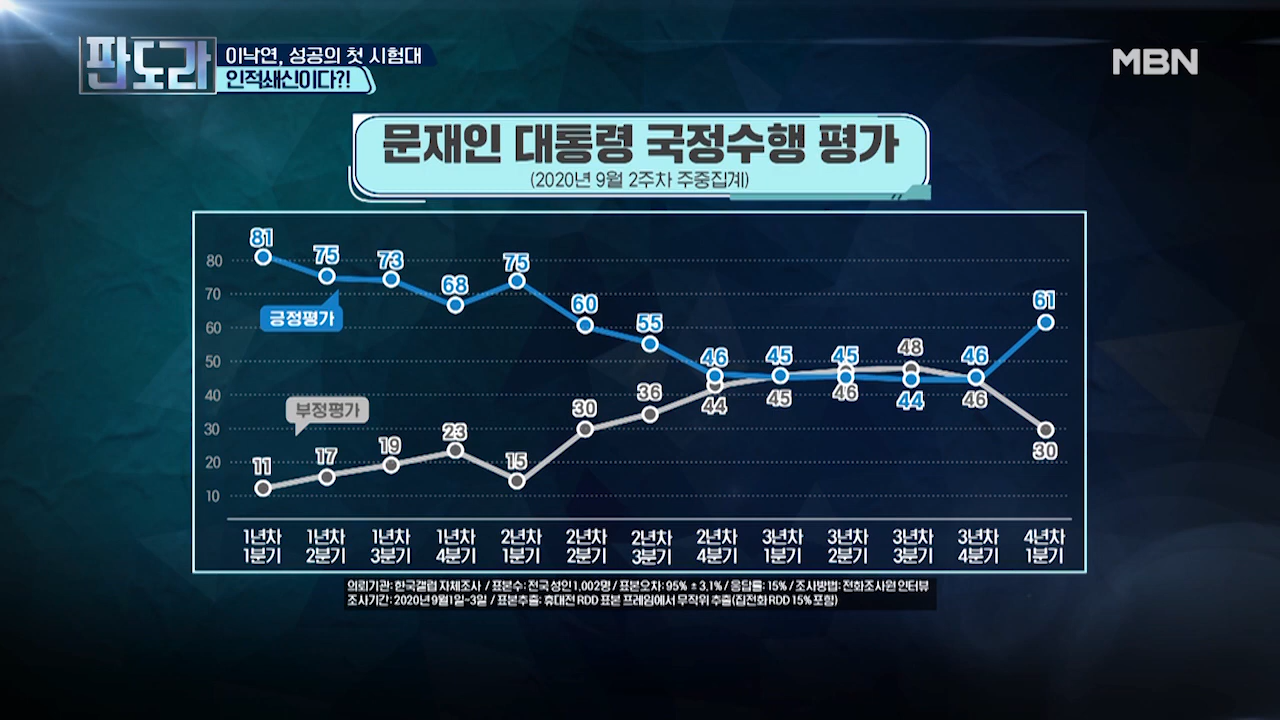 판도라
이낙연, 성공의 첫 시험대
인적쇄신이다?!
MBN
문재인 대통령 국정수행 평가
(2020년 9월 2주차 주중집계)
81 75 73 68 75 60 55 46 45 45 48 46 61
긍정평가
부정평가
11 17 19 23 15 30 36 44 45 46 44 46 30
80
70
60
50
40
30
20
10
1년차 1년차 1년차 1년차 2년차 2년차 2년차 2년차 3년차 3년차 3년차 3년차 4년차
1분기 2분기 3분기 4분기 1분기 2분기 3분기 4분기 1분기 2분기 3분기 4분기 1분기
의뢰기관: 한국갤럽 자체조사 / 표본수: 전국 성인 1,002명 / 표본오차: 95% ± 3.1% / 응답률: 15% / 조사방법: 전화조사원 인터뷰
조사기간: 2020년 9월1일-3일 / 표본추출: 휴대전 RDD 표본 프레임에서 무작위 추출(집전화 RDD 15% 포함)